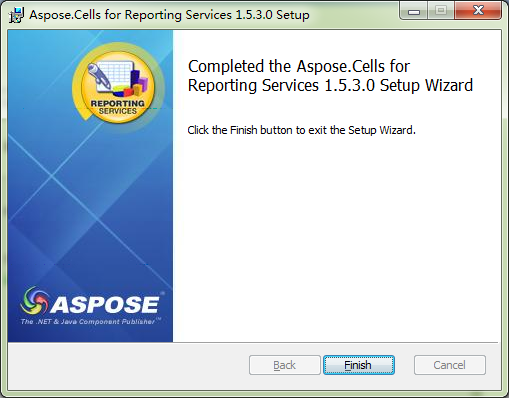 Aspose.Cells for Reporting Services 1.5.3.0 Setup
REPORTING
SERVICES
Completed the Aspose.Cells for
Reporting Services 1.5.3.0 Setup Wizard
Click the Finish button to exit the Setup Wizard.
ASPOSE®
The .NET & Java Component Publisher™
Back
Finish
Cancel